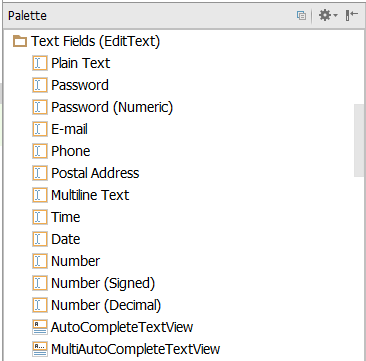 Palette
Text Fields (EditText)
Plain Text
Password
Password (Numeric)
E-mail
Phone
Postal Address
Multiline Text
Time
Date
Number
Number (Signed)
Number (Decimal)
AutoCompleteTextView
MultiAutoCompleteTextView